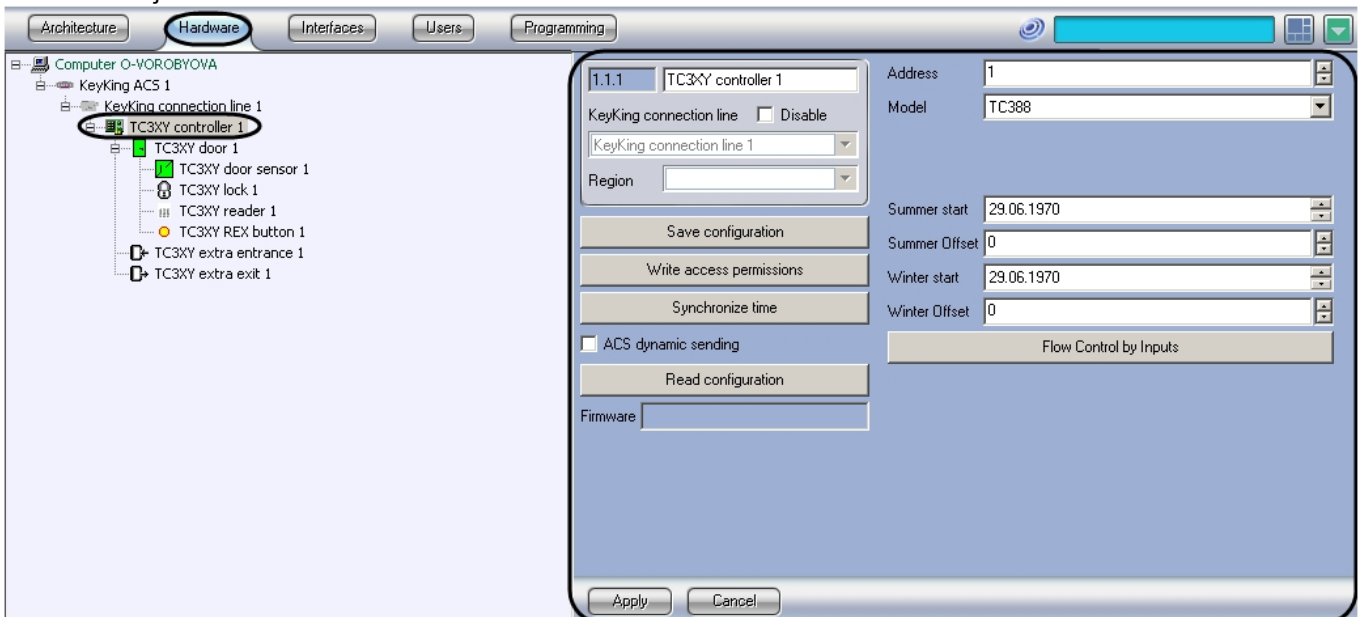 Architecture Hardware Interfaces Users Programming
Computer O-VOROBYOVA
KeyKing ACS 1
KeyKing connection line 1
TC3XY controller 1
TC3XY door 1
TC3XY door sensor 1
TC3XY lock 1
TC3XY reader 1
TC3XY REX button 1
TC3XY extra entrance 1
TC3XY extra exit 1
1.1.1 TC3XY controller 1
KeyKing connection line Disable
KeyKing connection line 1
Region
Save configuration
Write access permissions
Synchronize time
ACS dynamic sending
Read configuration
Firmware
Address 1
Model TC388
Summer start 29.06.1970
Summer Offset 0
Winter start 29.06.1970
Winter Offset 0
Flow Control by Inputs
Apply Cancel